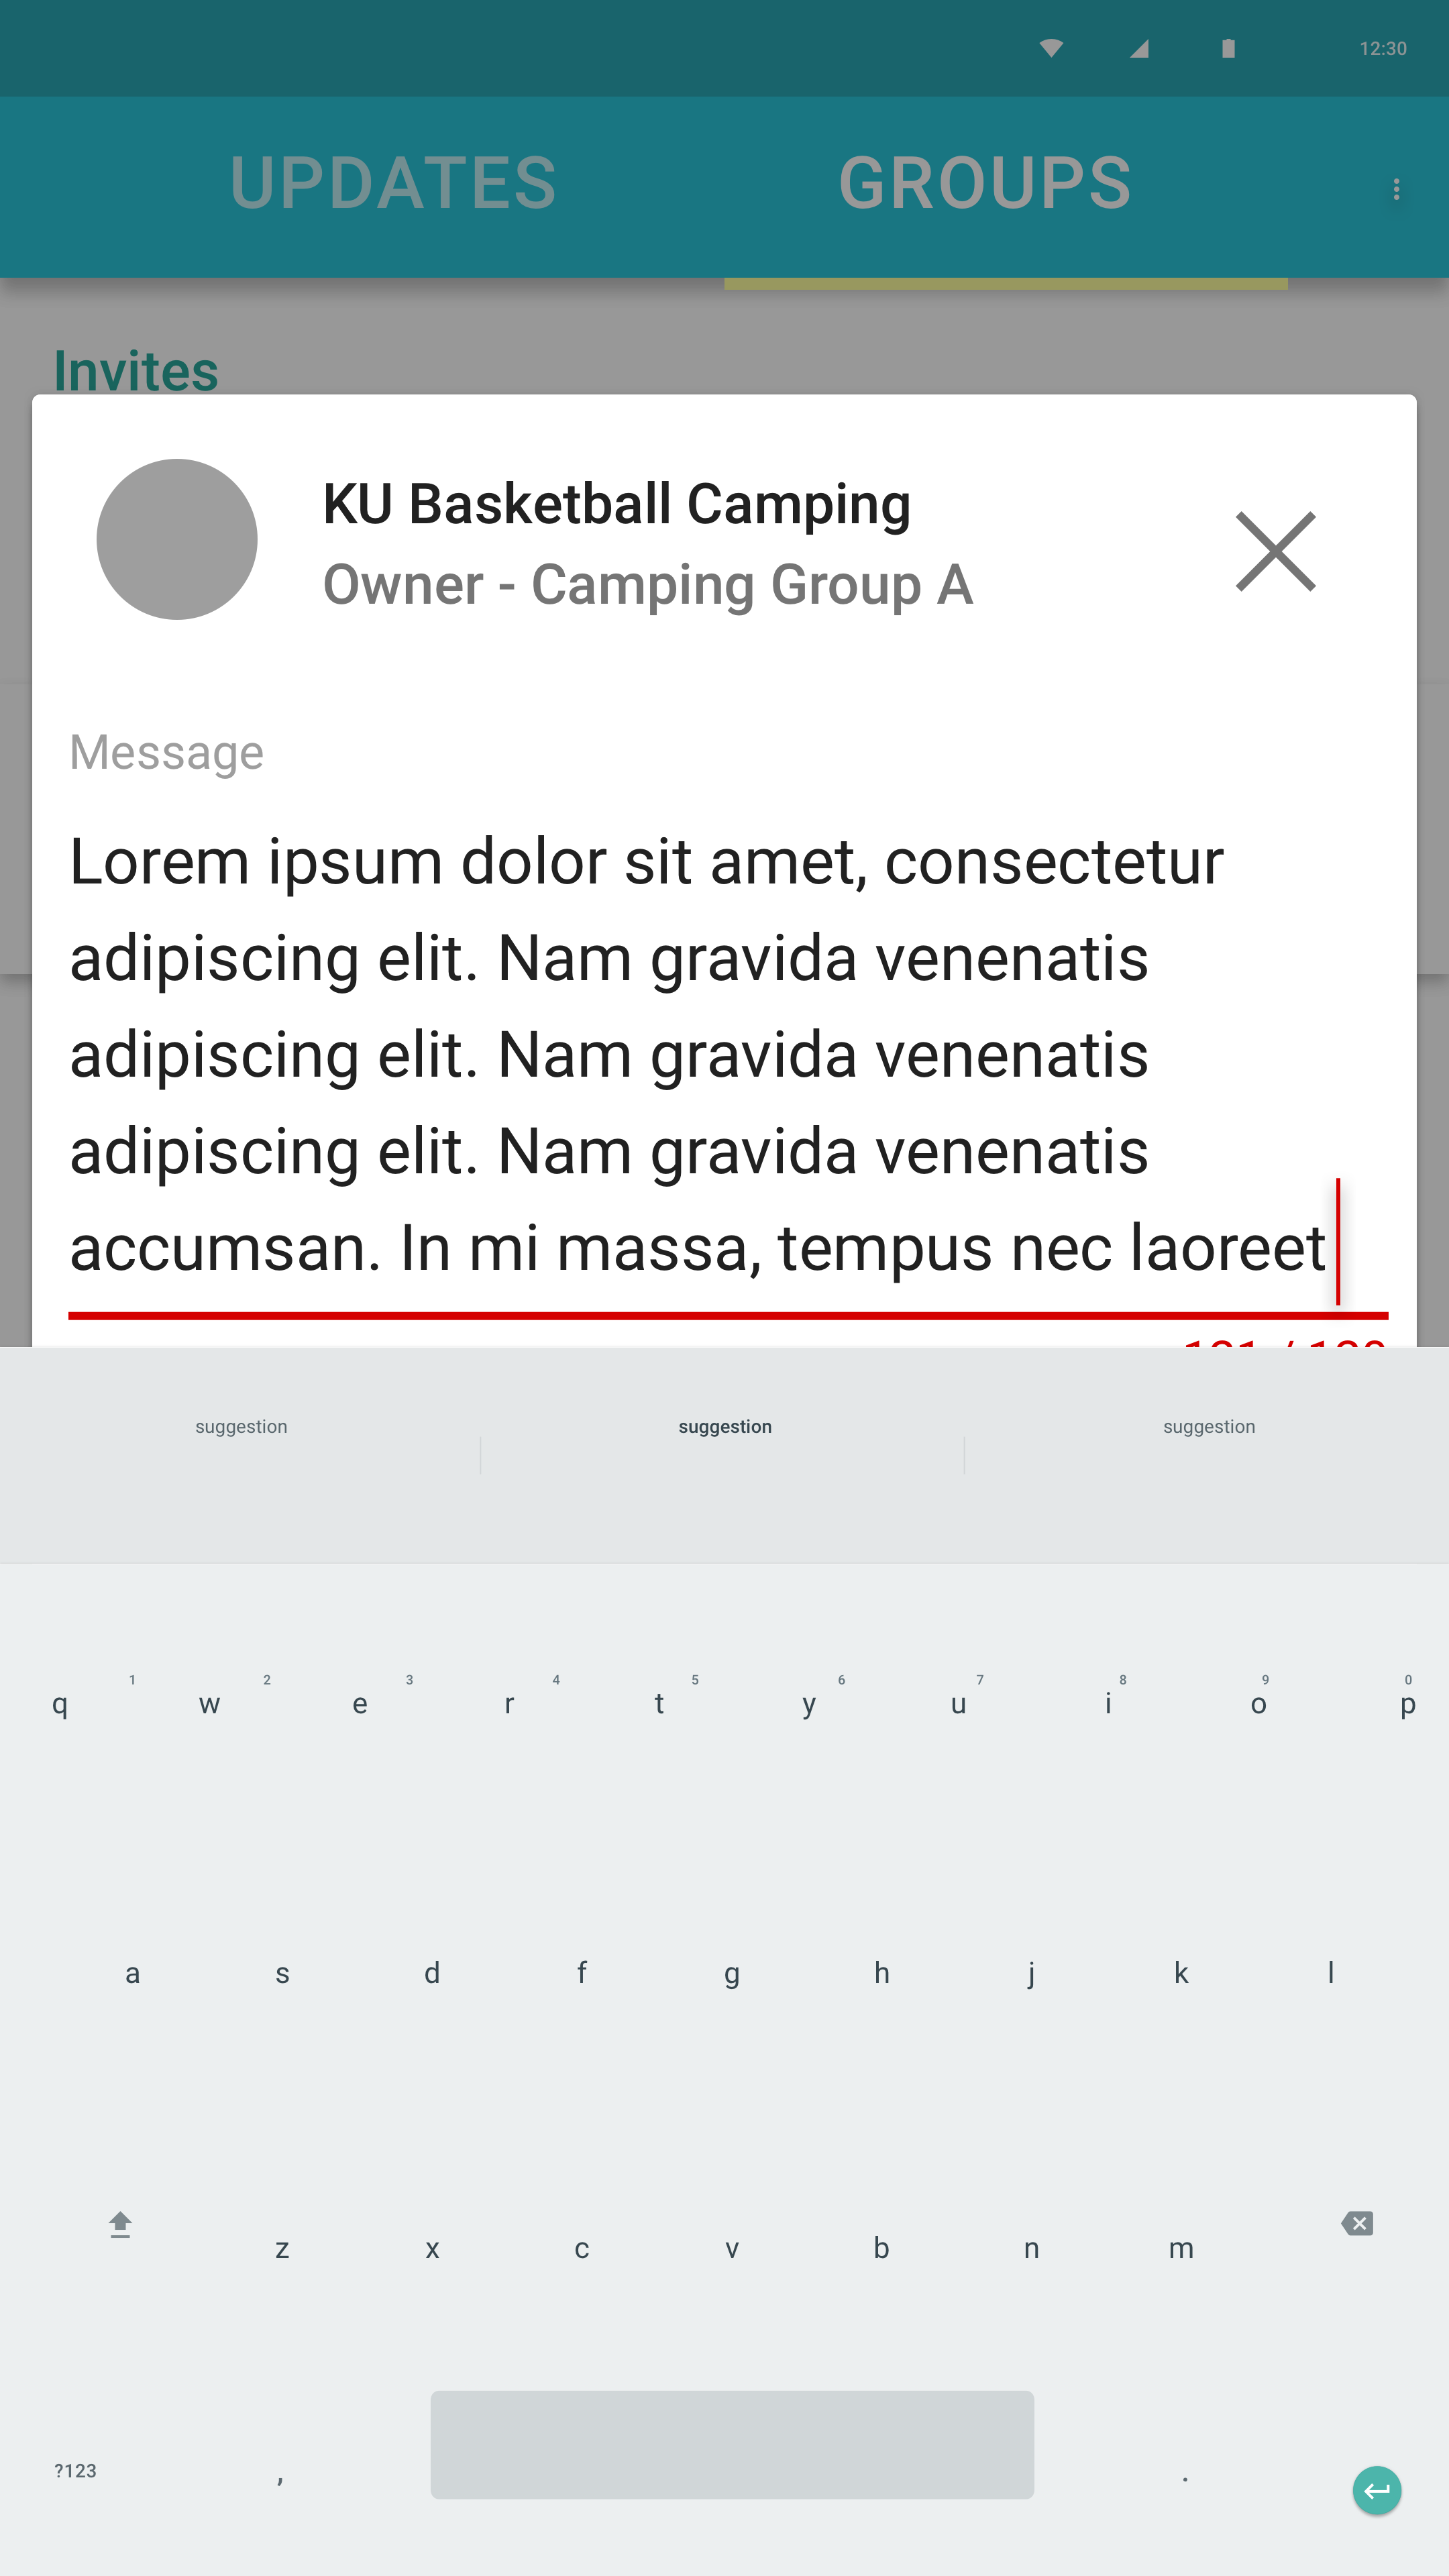 12:30
UPDATES GROUPS
Invites
KU Basketball Camping
Owner - Camping Group A
Message
Lorem ipsum dolor sit amet, consectetur
adipiscing elit. Nam gravida venenatis
adipiscing elit. Nam gravida venenatis
adipiscing elit. Nam gravida venenatis
accumsan. In mi massa, tempus nec laoreet
suggestion suggestion suggestion
1 2 3 4 5 6 7 8 9 0
q w e r t y u i o p
a s d f g h j k l
z x c v b n m
?123 , .